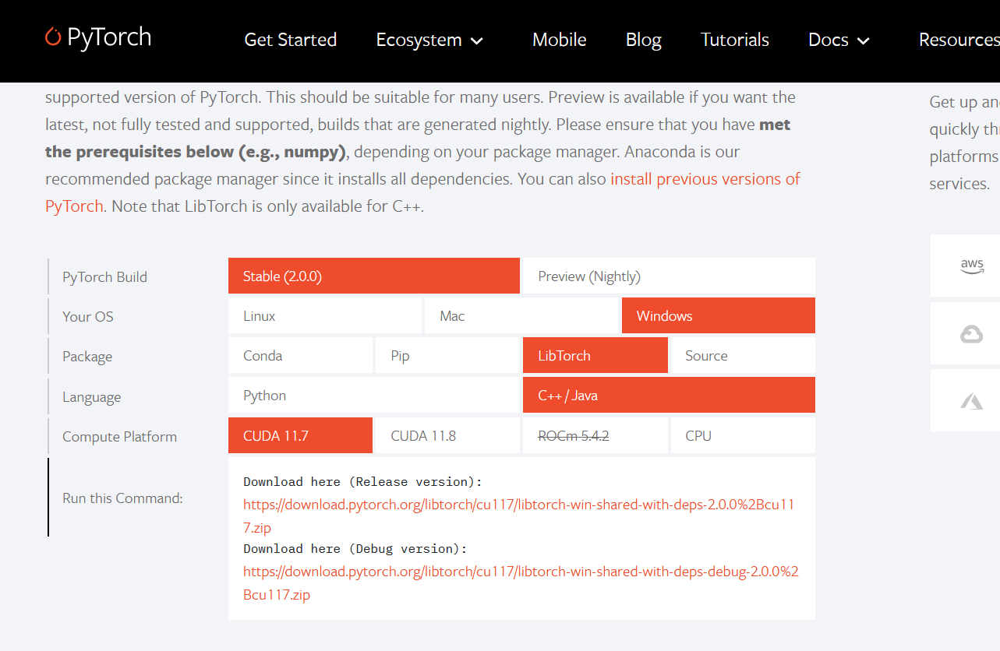 PyTorch
Get Started
Ecosystem
Mobile
Blog
Tutorials
Docs
Resources
supported version of PyTorch. This should be suitable for many users. Preview is available if you want the
latest, not fully tested and supported, builds that are generated nightly. Please ensure that you have met
the prerequisites below (e.g., numpy), depending on your package manager. Anaconda is our
recommended package manager since it installs all dependencies. You can also install previous versions of
PyTorch. Note that LibTorch is only available for C++.
PyTorch Build
Stable (2.0.0)
Preview (Nightly)
Your OS
Linux
Mac
Windows
Package
Conda
Pip
LibTorch
Source
Language
Python
C++ / Java
Compute Platform
CUDA 11.7
CUDA 11.8
ROCm 5.4.2
CPU
Run this Command:
Download here (Release version):
https://download.pytorch.org/libtorch/cu117/libtorch-win-shared-with-deps-2.0.0%2Bcu11
7.zip
Download here (Debug version):
https://download.pytorch.org/libtorch/cu117/libtorch-win-shared-with-deps-debug-2.0.0%2
Bcu117.zip
Get up an
quickly th
platforms
services.
aws